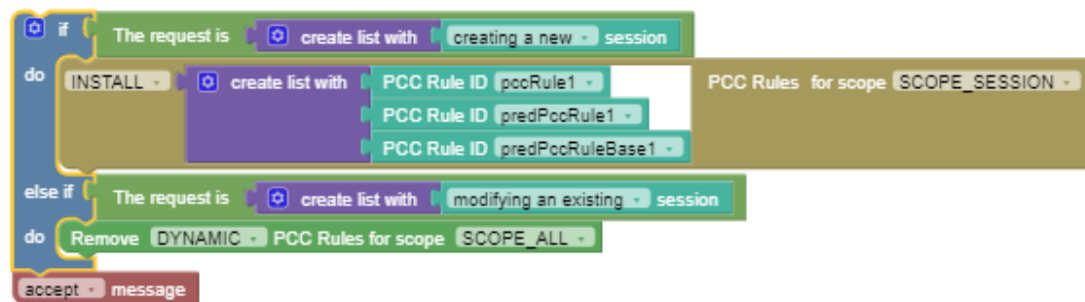 if The request is create list with creating a new session
do INSTALL create list with PCC Rule ID pccRule1 PCC Rules for scope SCOPE_SESSION
PCC Rule ID predPccRule1
PCC Rule ID predPccRuleBase1
else if The request is create list with modifying an existing session
do Remove DYNAMIC PCC Rules for scope SCOPE_ALL
accept message